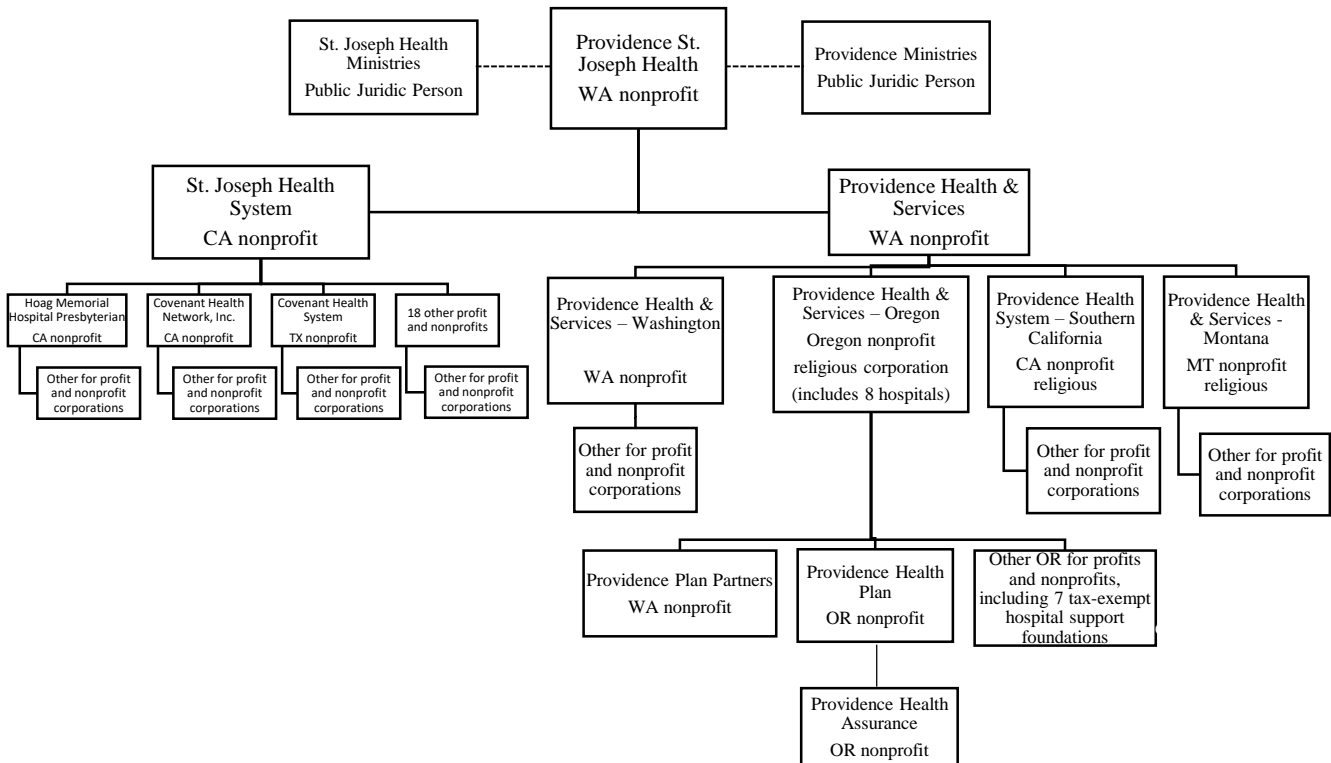 St. Joseph Health
Ministries
Public Juridic Person
Providence St.
Joseph Health
WA nonprofit
Providence Ministries
Public Juridic Person
St. Joseph Health
System
CA nonprofit
Providence Health &
Services
WA nonprofit
Hoag Memorial
Hospital Presbyterian
CA nonprofit
Covenant Health
Network, Inc.
CA nonprofit
Covenant Health
System
TX nonprofit
18 other profit
and nonprofits
Other for profit
and nonprofit
corporations
Other for profit
and nonprofit
corporations
Other for profit
and nonprofit
corporations
Other for profit
and nonprofit
corporations
Providence Health &
Services – Washington
WA nonprofit
Providence Health &
Services – Oregon
Oregon nonprofit
religious corporation
(includes 8 hospitals)
Providence Health
System – Southern
California
CA nonprofit
religious
Providence Health
& Services -
Montana
MT nonprofit
religious
Other for profit
and nonprofit
corporations
Other for profit
and nonprofit
corporations
Other for profit
and nonprofit
corporations
Providence Plan Partners
WA nonprofit
Providence Health
Plan
OR nonprofit
Other OR for profits
and nonprofits,
including 7 tax-exempt
hospital support
foundations
Providence Health
Assurance
OR nonprofit